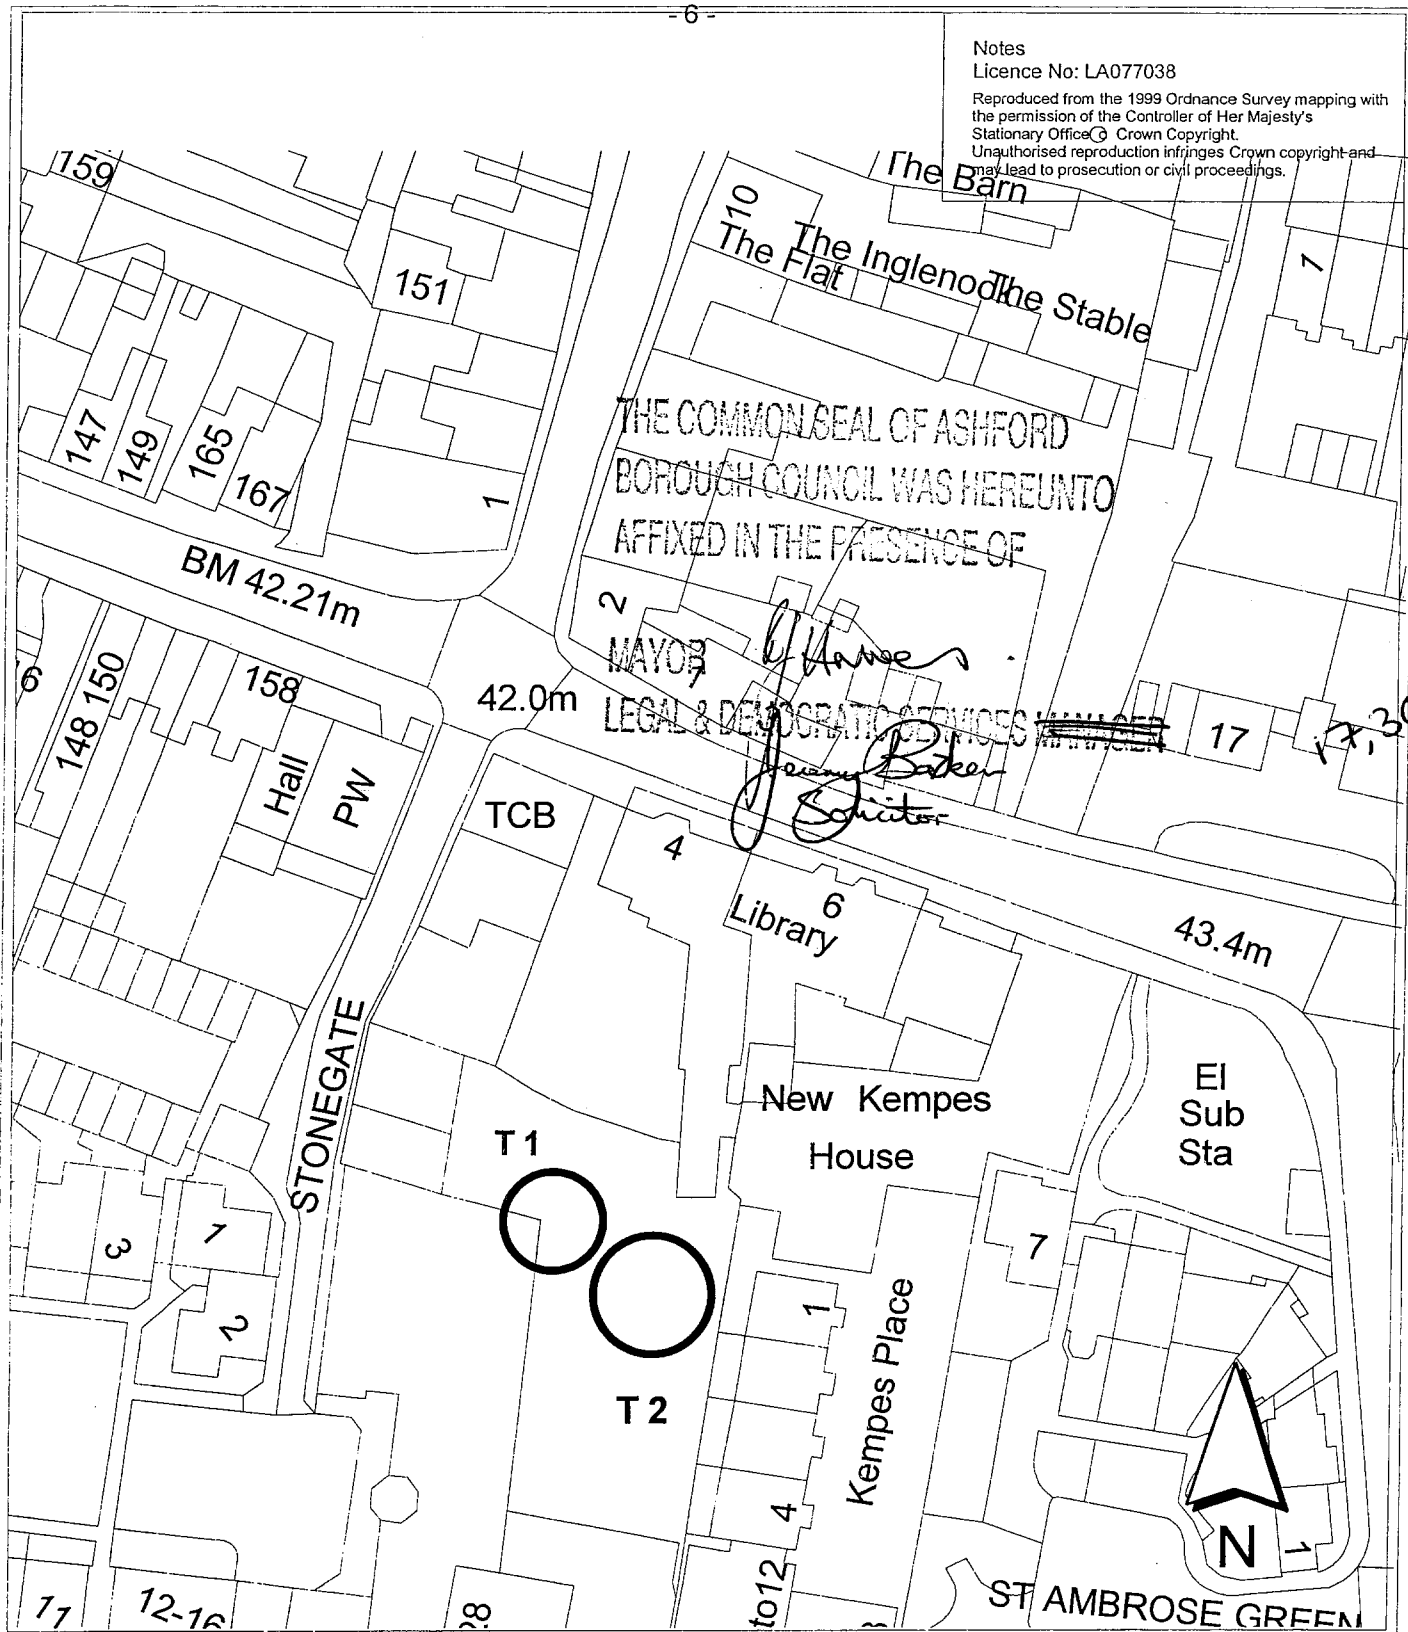 - 6 -
Notes
Licence No: LA077038
Reproduced from the 1999 Ordnance Survey mapping with
the permission of the Controller of Her Majesty's
Stationary Office © Crown Copyright.
Unauthorised reproduction infringes Crown copyright and
may lead to prosecution or civil proceedings.
159
The Barn
10
The Inglenook
The Flat
The Stable
1
151
THE COMMON SEAL OF ASHFORD
BOROUGH COUNCIL WAS HEREUNTO
AFFIXED IN THE PRESENCE OF
147
149
165
167
1
BM 42.21m
2
MAYOR
7
LEGAL & DEMOCRATIC SERVICES MANAGER
Jeremy Baker
Solicitor
6
148 150
158
42.0m
17
Hall
PW
TCB
4
6
Library
43.4m
STONEGATE
New Kempes
House
El
Sub
Sta
T 1
3
1
2
7
1
Kempes Place
T 2
4
N
1
11
12-16
to12
ST AMBROSE GREEN